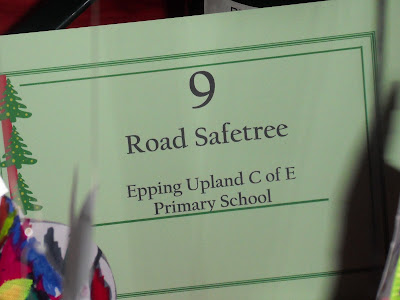 9
Road Safetree
Epping Upland C of E
Primary School